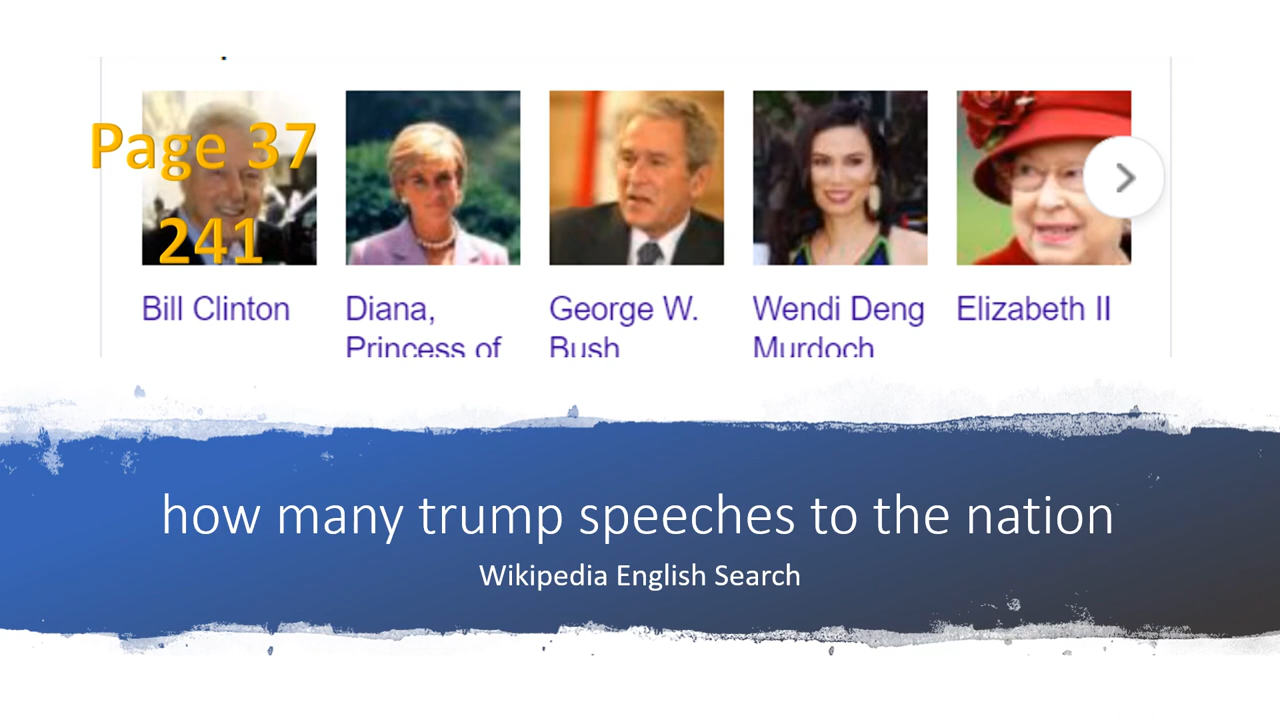 Page 37
241
Bill Clinton
Diana,
Princess of
George W.
Bush
Wendi Deng
Murdoch
Elizabeth II
how many trump speeches to the nation
Wikipedia English Search